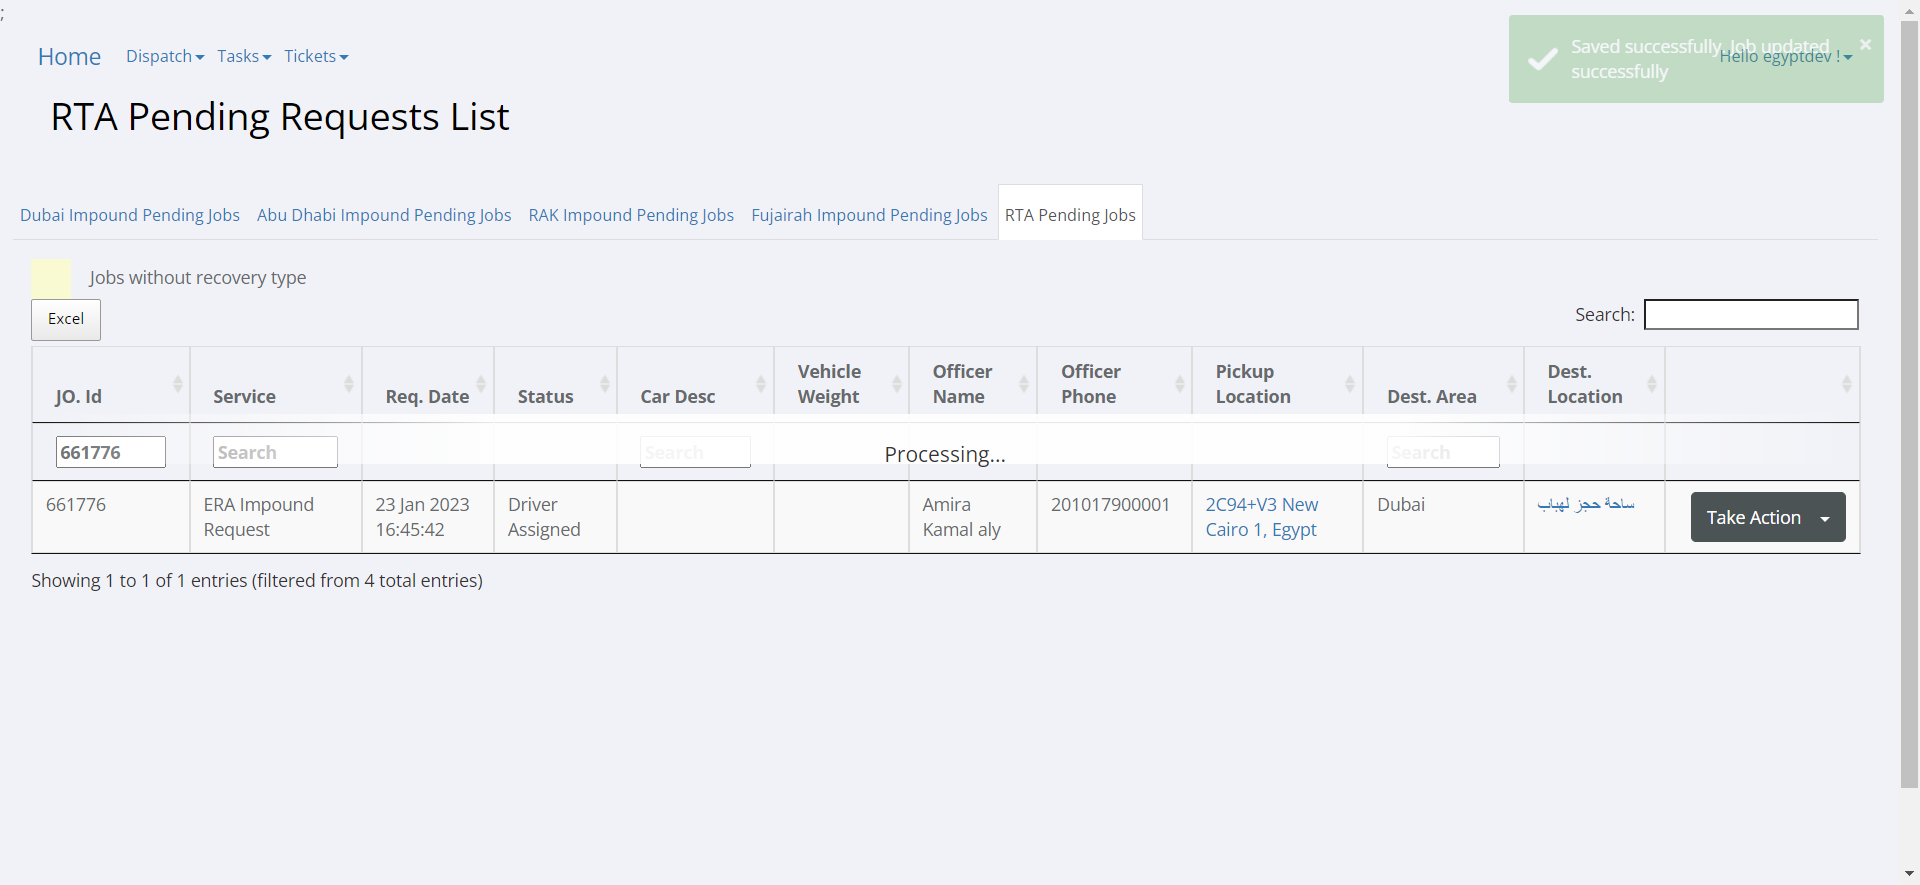 ;
Home Dispatch Tasks Tickets
Saved successfully Job updated
successfully
×
Hello egyptdev !
RTA Pending Requests List
Dubai Impound Pending Jobs Abu Dhabi Impound Pending Jobs RAK Impound Pending Jobs Fujairah Impound Pending Jobs RTA Pending Jobs
Jobs without recovery type
Excel
Search:
JO. Id
Service
Req. Date
Status
Car Desc
Vehicle
Weight
Officer
Name
Officer
Phone
Pickup
Location
Dest. Area
Dest.
Location
661776
Search
Search
Processing...
Search
661776
ERA Impound
Request
23 Jan 2023
16:45:42
Driver
Assigned
Amira
Kamal aly
201017900001
2C94+V3 New
Cairo 1, Egypt
Dubai
ساحة حجز لهباب
Take Action
Showing 1 to 1 of 1 entries (filtered from 4 total entries)